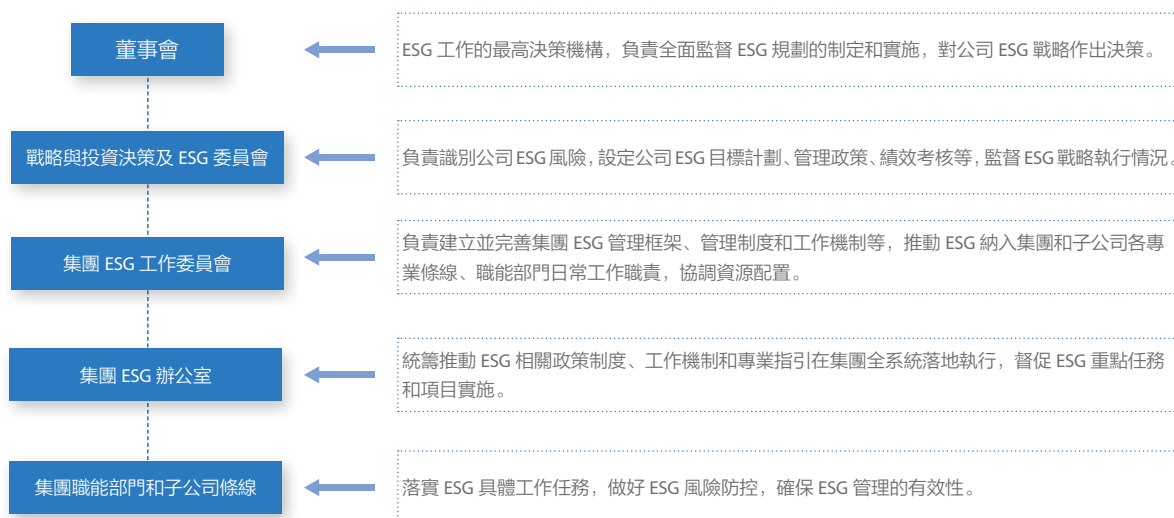 董事會
ESG 工作的最高決策機構，負責全面監督 ESG 規劃的制定和實施，對公司 ESG 戰略作出決策。
戰略與投資決策及 ESG 委員會
負責識別公司 ESG 風險，設定公司 ESG 目標計劃、管理政策、績效考核等，監督 ESG 戰略執行情況。
集團 ESG 工作委員會
負責建立並完善集團 ESG 管理框架、管理制度和工作機制等，推動 ESG 納入集團和子公司各專
業條線、職能部門日常工作職責，協調資源配置。
集團 ESG 辦公室
統籌推動 ESG 相關政策制度、工作機制和專業指引在集團全系統落地執行，督促 ESG 重點任務
和項目實施。
集團職能部門和子公司條線
落實 ESG 具體工作任務，做好 ESG 風險防控，確保 ESG 管理的有效性。